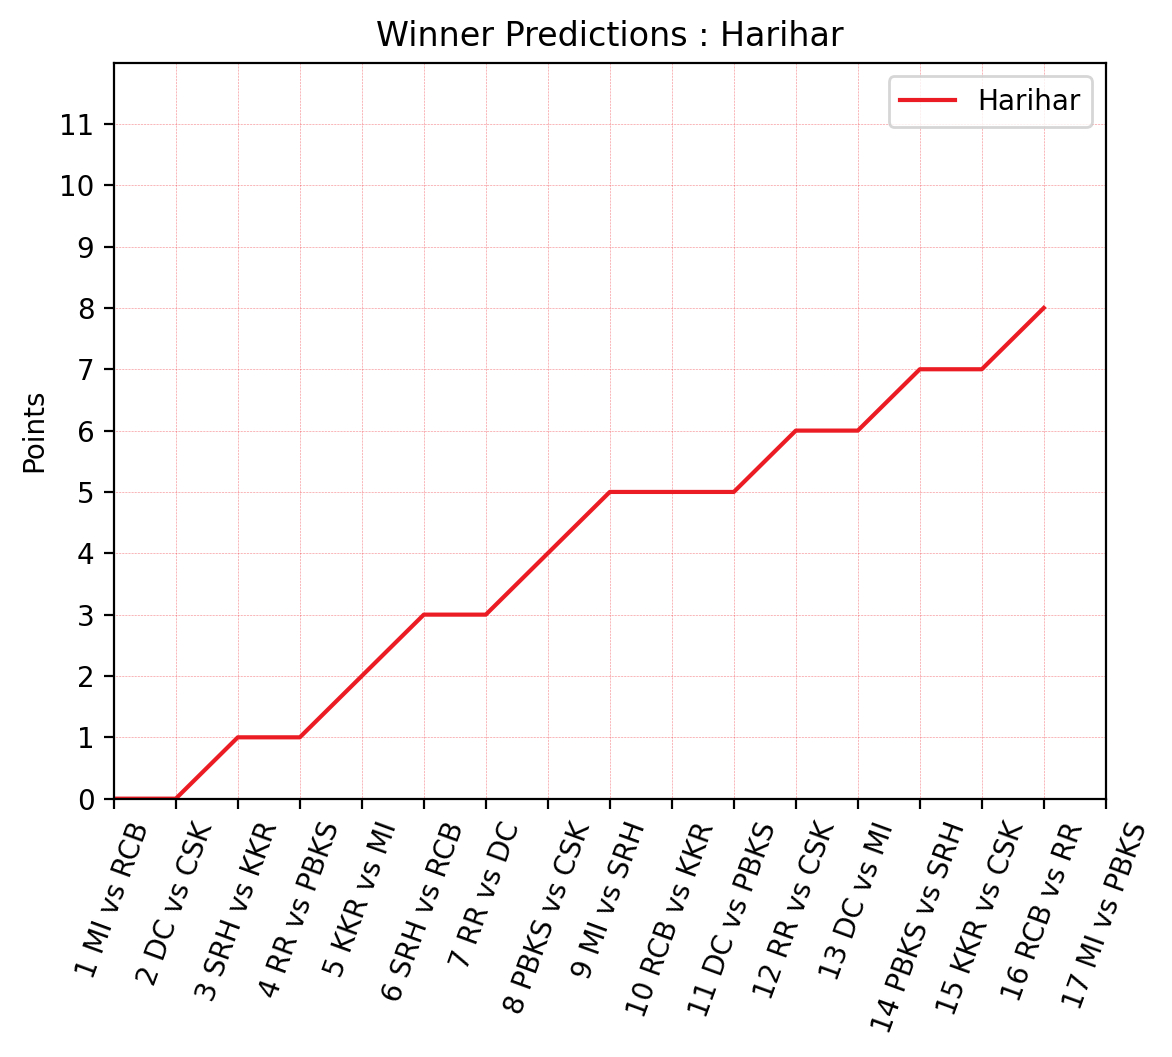 Winner Predictions : Harihar
Harihar
11
10
9
8
7
6
5
4
3
2
1
0
Points
1 MI vs RCB
2 DC vs CSK
3 SRH vs KKR
4 RR vs PBKS
5 KKR vs MI
6 SRH vs RCB
7 RR vs DC
8 PBKS vs CSK
9 MI vs SRH
10 RCB vs KKR
11 DC vs PBKS
12 RR vs CSK
13 DC vs MI
14 PBKS vs SRH
15 KKR vs CSK
16 RCB vs RR
17 MI vs PBKS